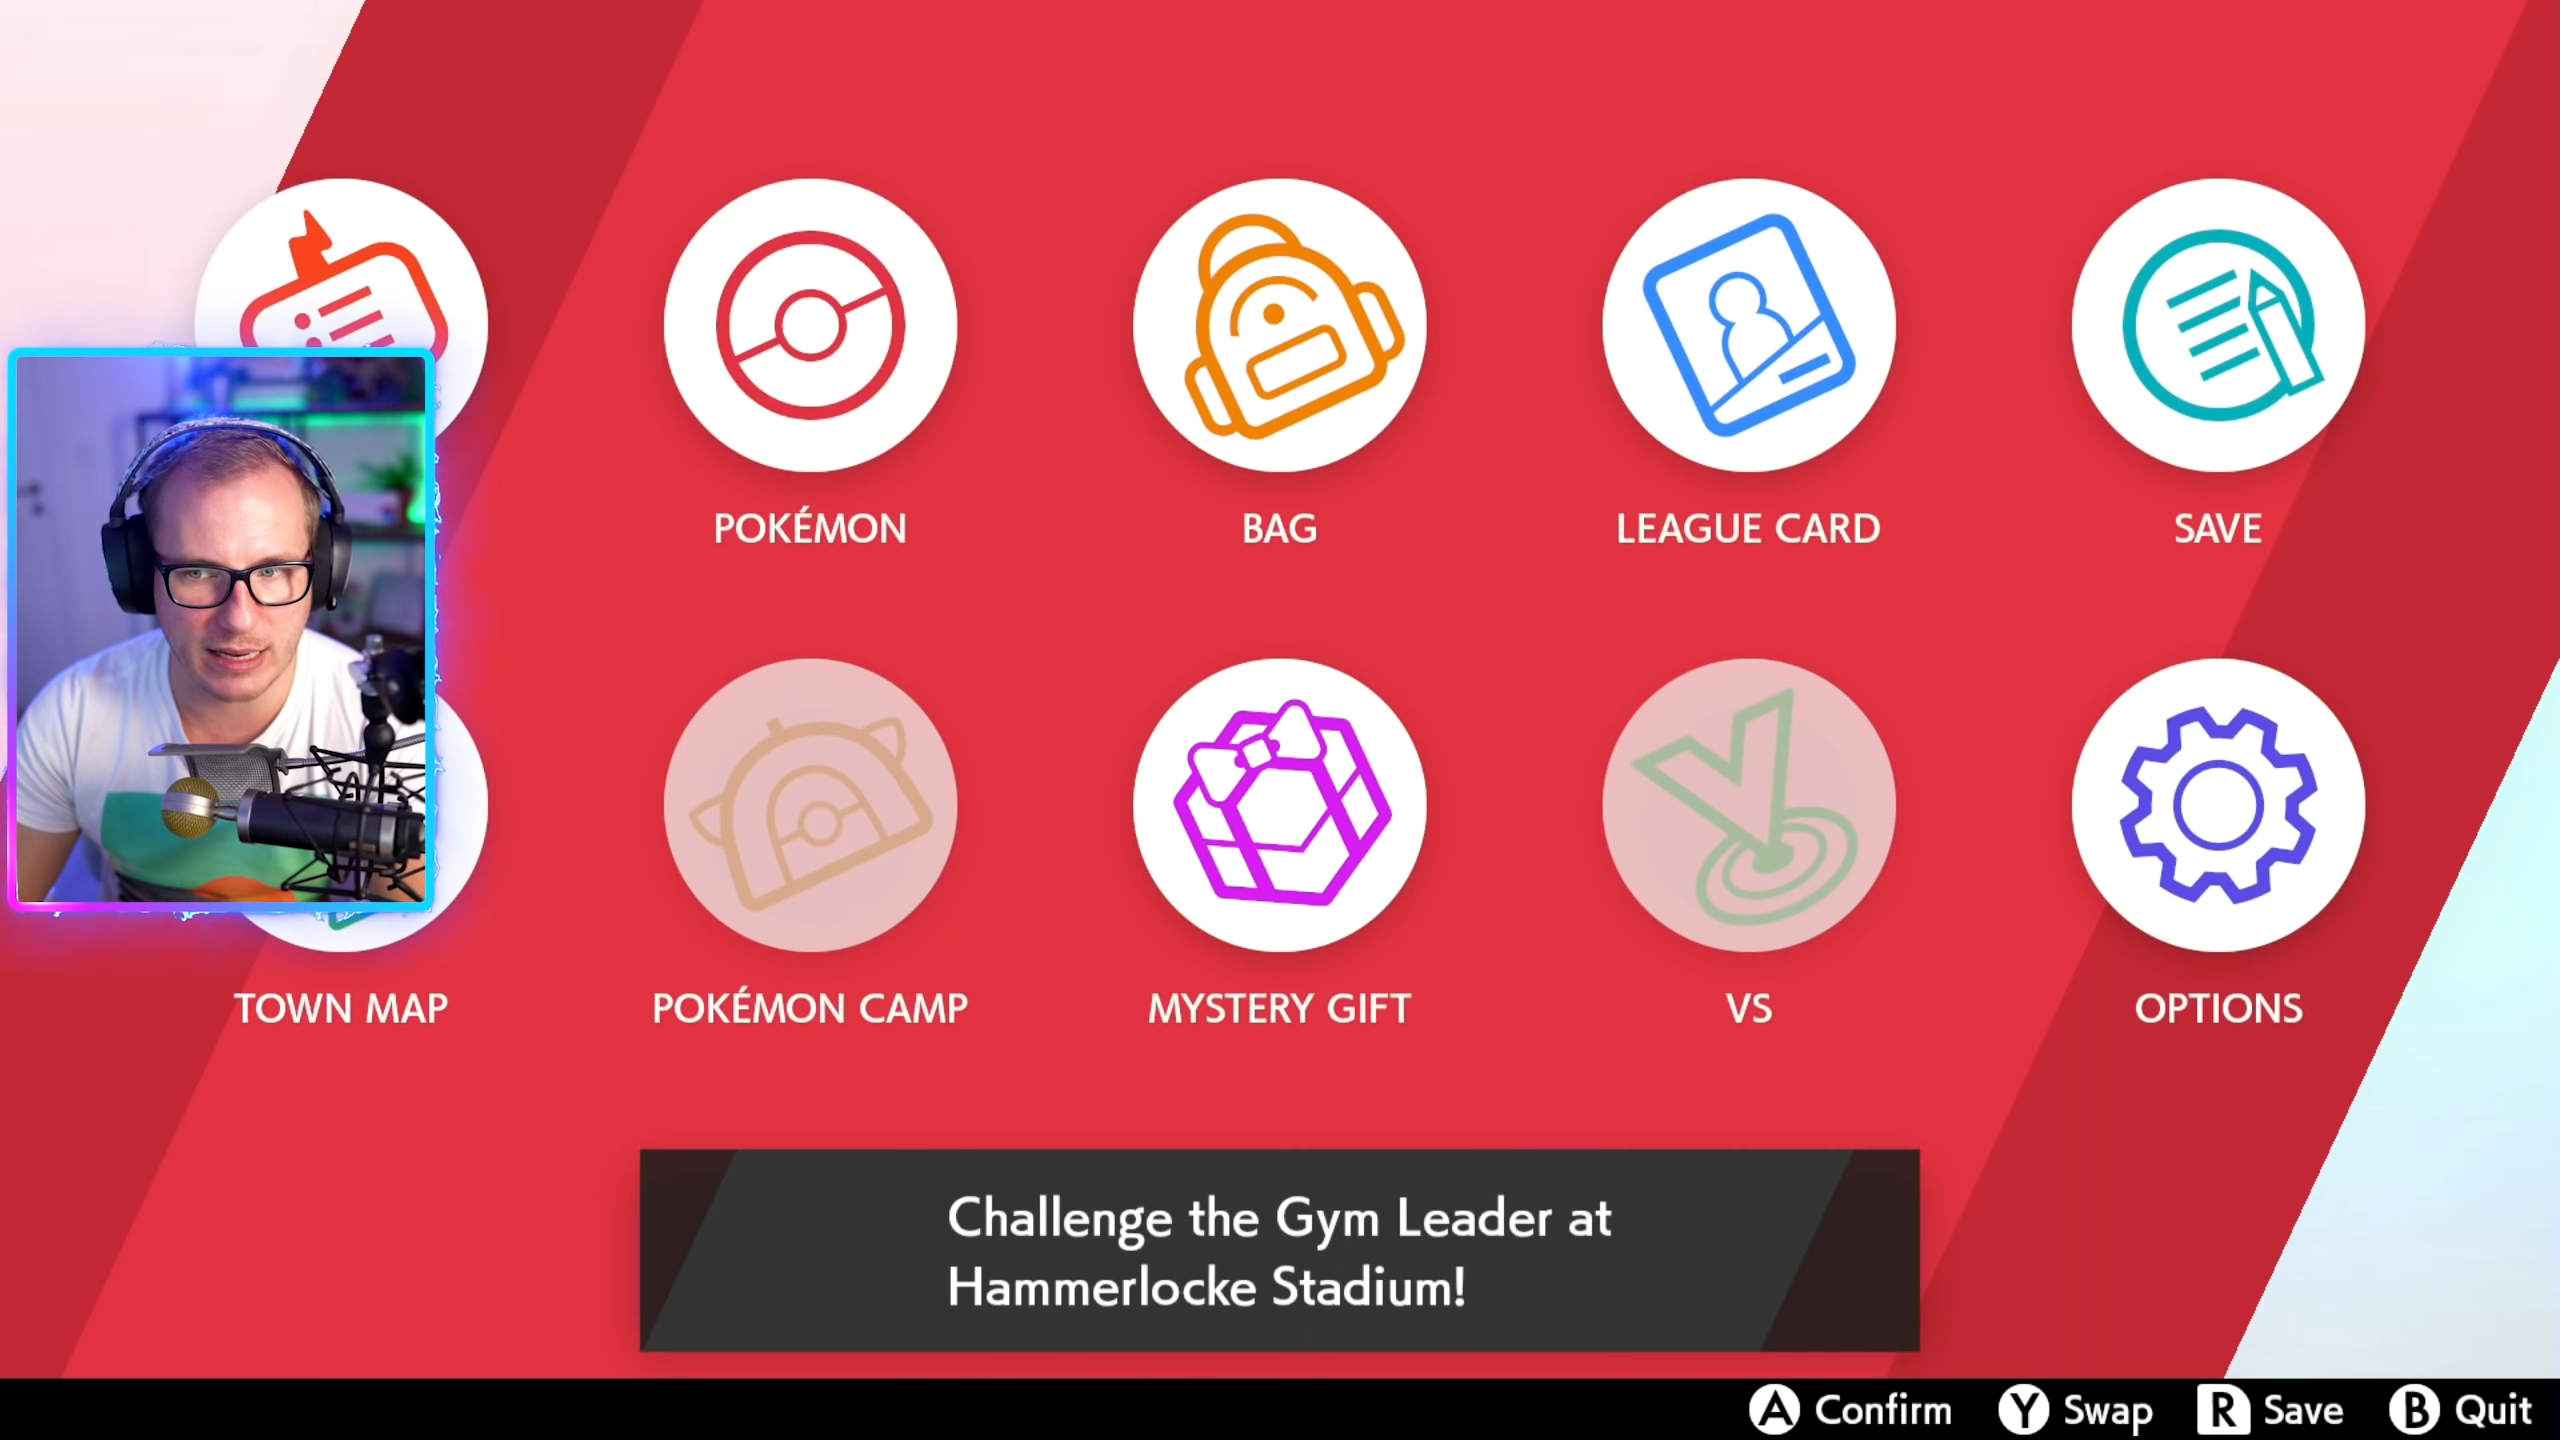 POKÉMON
BAG
LEAGUE CARD
SAVE
TOWN MAP
POKÉMON CAMP
MYSTERY GIFT
VS
OPTIONS
Challenge the Gym Leader at
Hammerlocke Stadium!
A Confirm Y Swap R Save B Quit